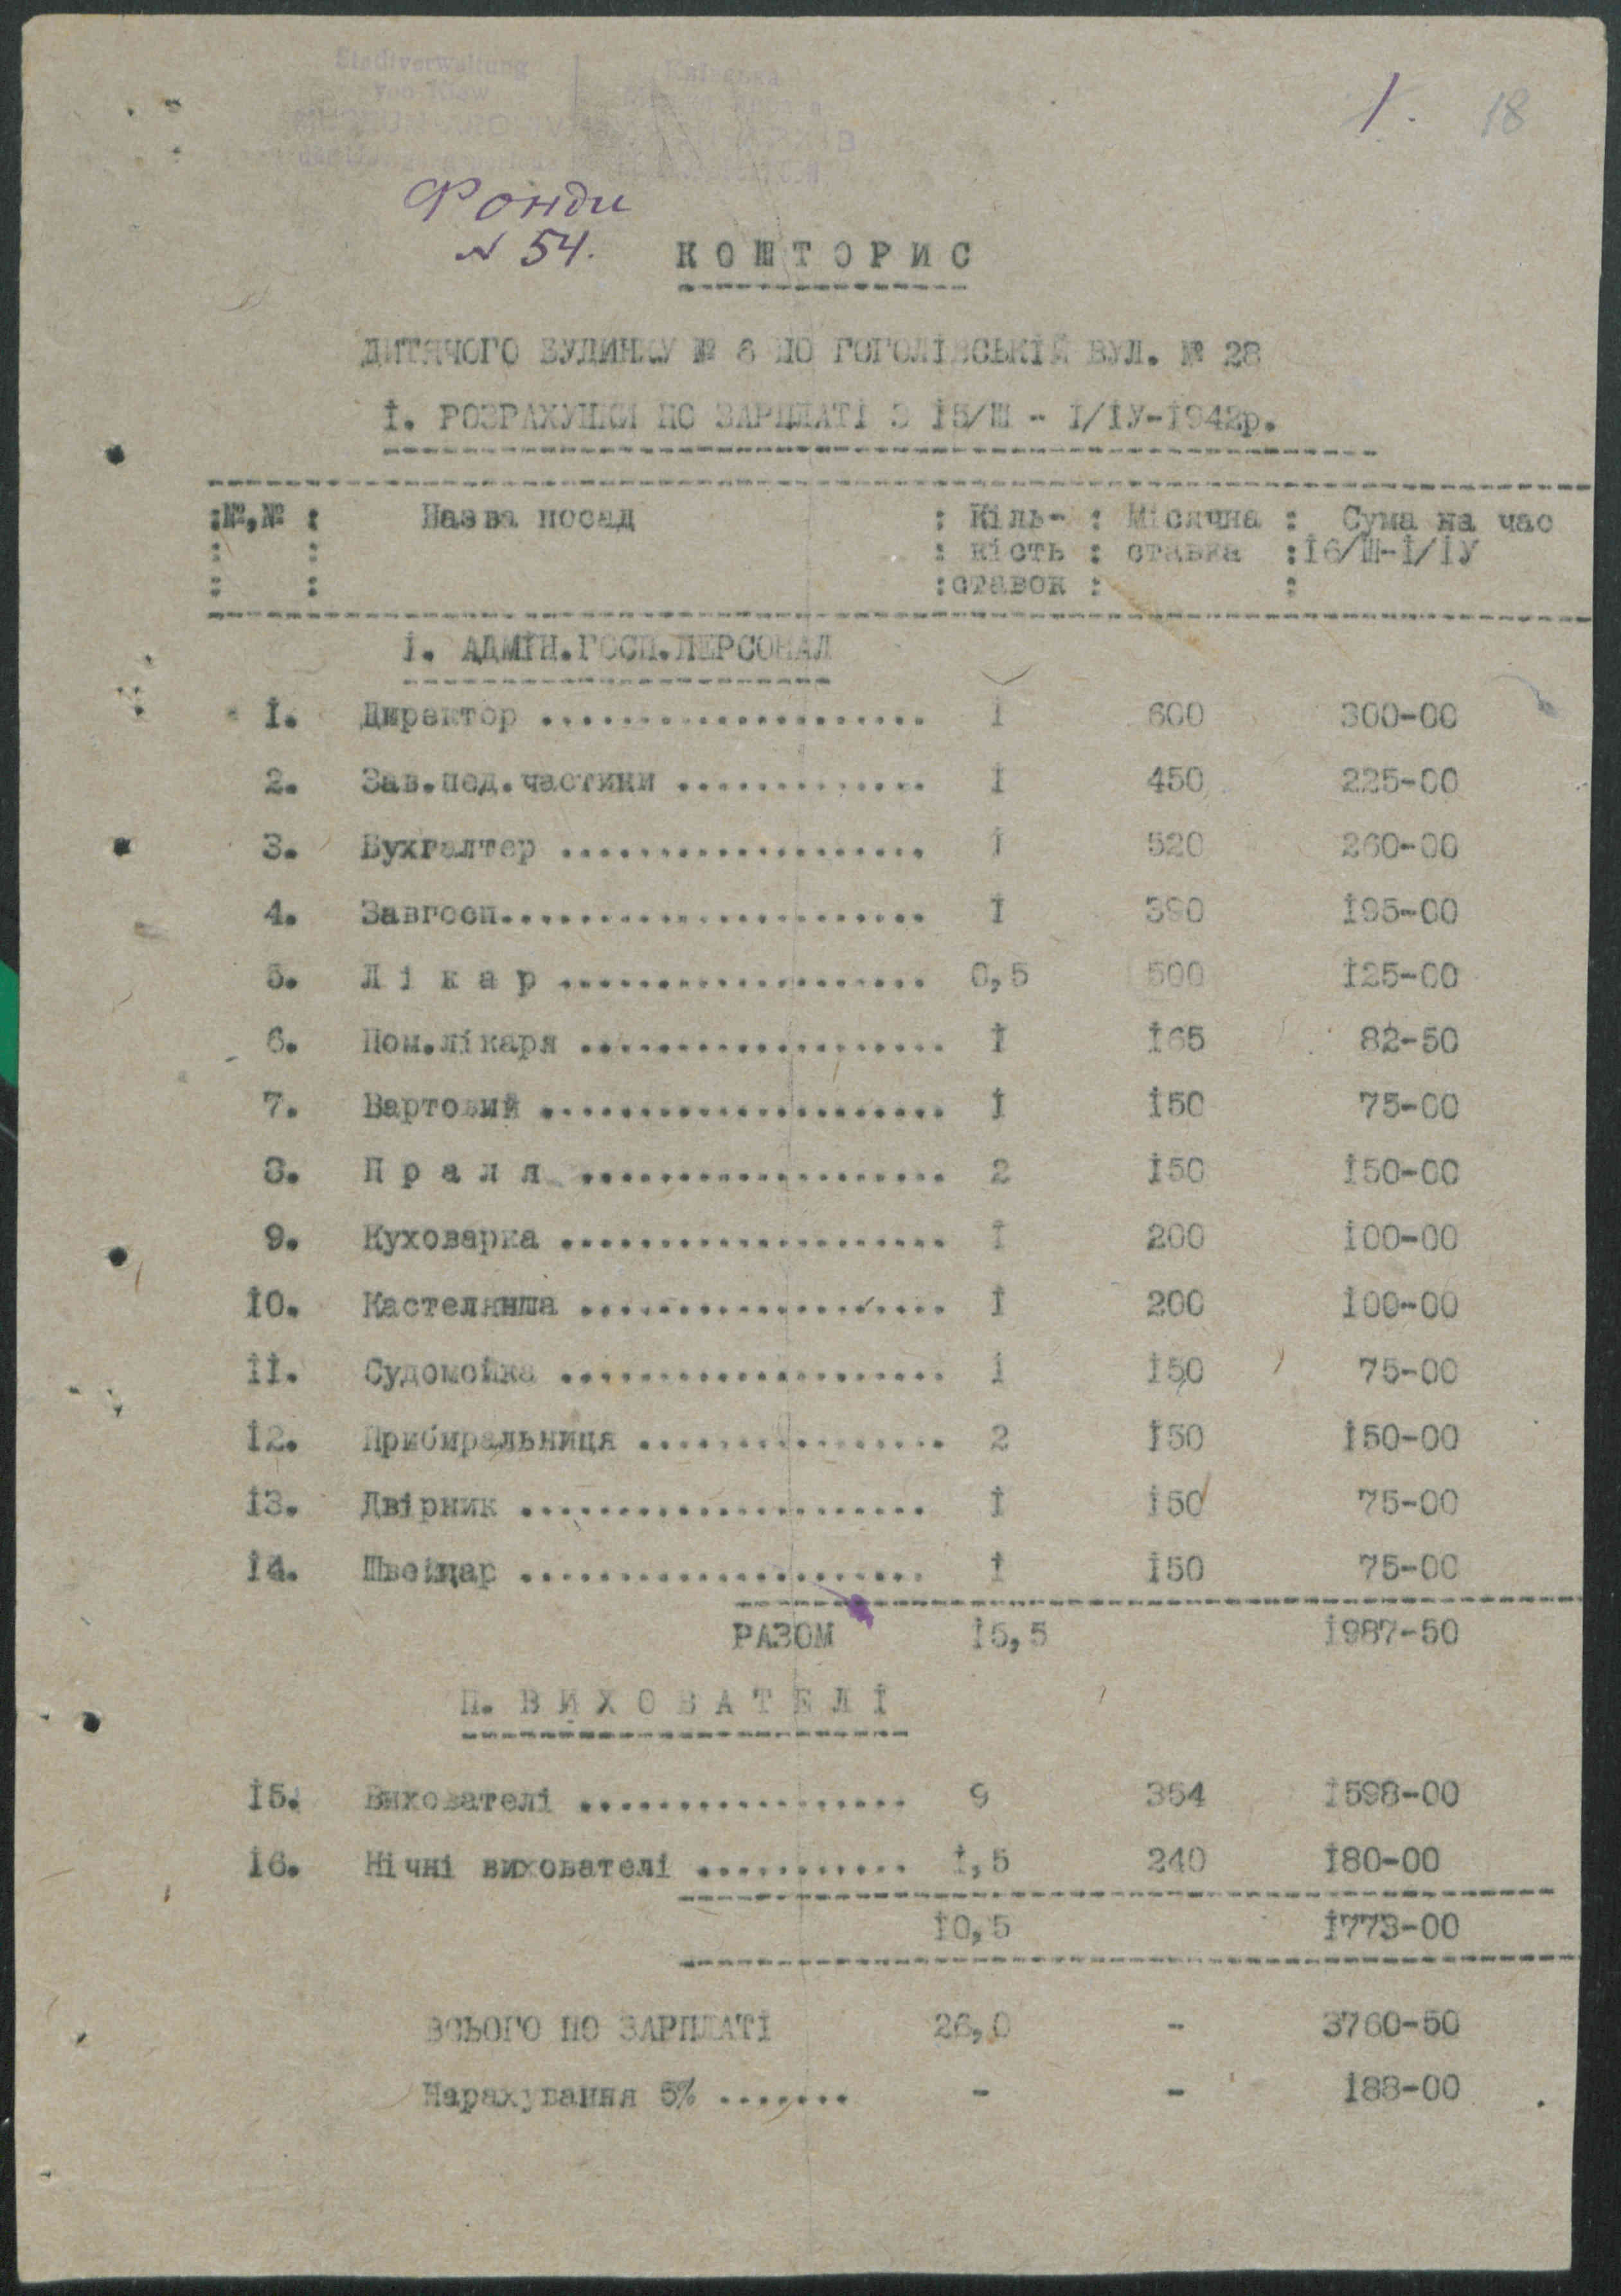 Stadtverwaltung
von Kiew
Київська
1. 18
Фонди
N 54.
КОШТОРИС
ДИТЯЧОГО БУДИНКУ № 6 ПО ГОГОЛІВСЬКІЙ ВУЛ. № 28
І. РОЗРАХУНКИ ПО ЗАРПЛАТІ З І5/Ш - І/ІУ-І942р.
:№,№ : Назва посад : Кіль- : Місячна : Сума на час
: : : кість : ставка :І6/Ш-І/ІУ
: : :ставок : :
І. АДМІН.ГОСП.ПЕРСОНАЛ
І. Директор ................... І 600 300-00
2. Зав.пед.частини ............. І 450 225-00
3. Бухгалтер ................... І 520 260-00
4. Завгосп...................... І 390 І95-00
5. Л і к а р ................... 0,5 500 І25-00
6. Пом.лікаря ................... І І65 82-50
7. Вартовий ..................... І І50 75-00
8. П р а л я ................... 2 І50 І50-00
9. Куховарка .................... І 200 І00-00
І0. Кастелянша ................... І 200 І00-00
ІІ. Судомойка .................... І І50 75-00
І2. Прибиральниця ................ 2 І50 І50-00
І3. Двірник ..................... І І50 75-00
І4. Швейцар ..................... І І50 75-00
РАЗОМ І5,5 І987-50
П. В И Х О В А Т Е Л І
І5. Вихователі ................. 9 354 І598-00
І6. Нічні вихователі ........... І,5 240 І80-00
І0,5 І773-00
ВСЬОГО ПО ЗАРПЛАТІ 26,0 - 3760-50
Нарахування 5% ....... - - І88-00